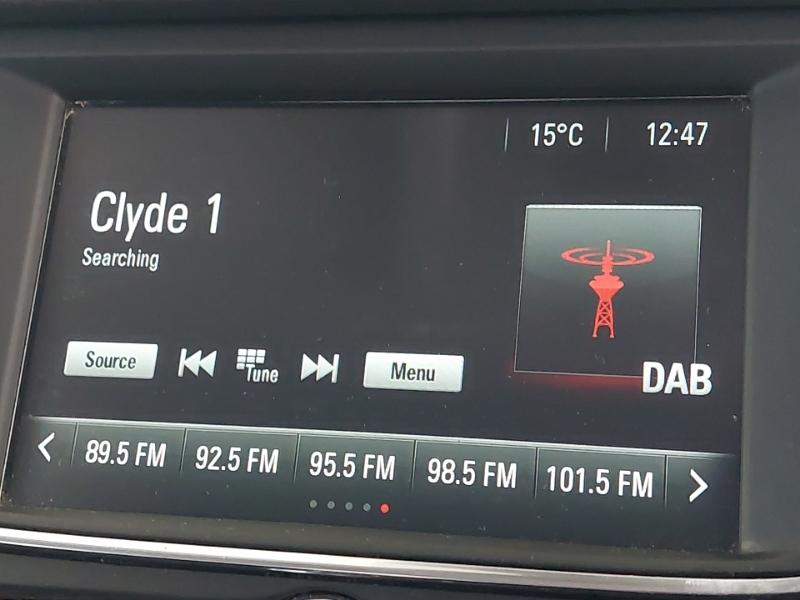 15°C 12:47
Clyde 1
Searching
Source Tune Menu
DAB
89.5 FM 92.5 FM 95.5 FM 98.5 FM 101.5 FM